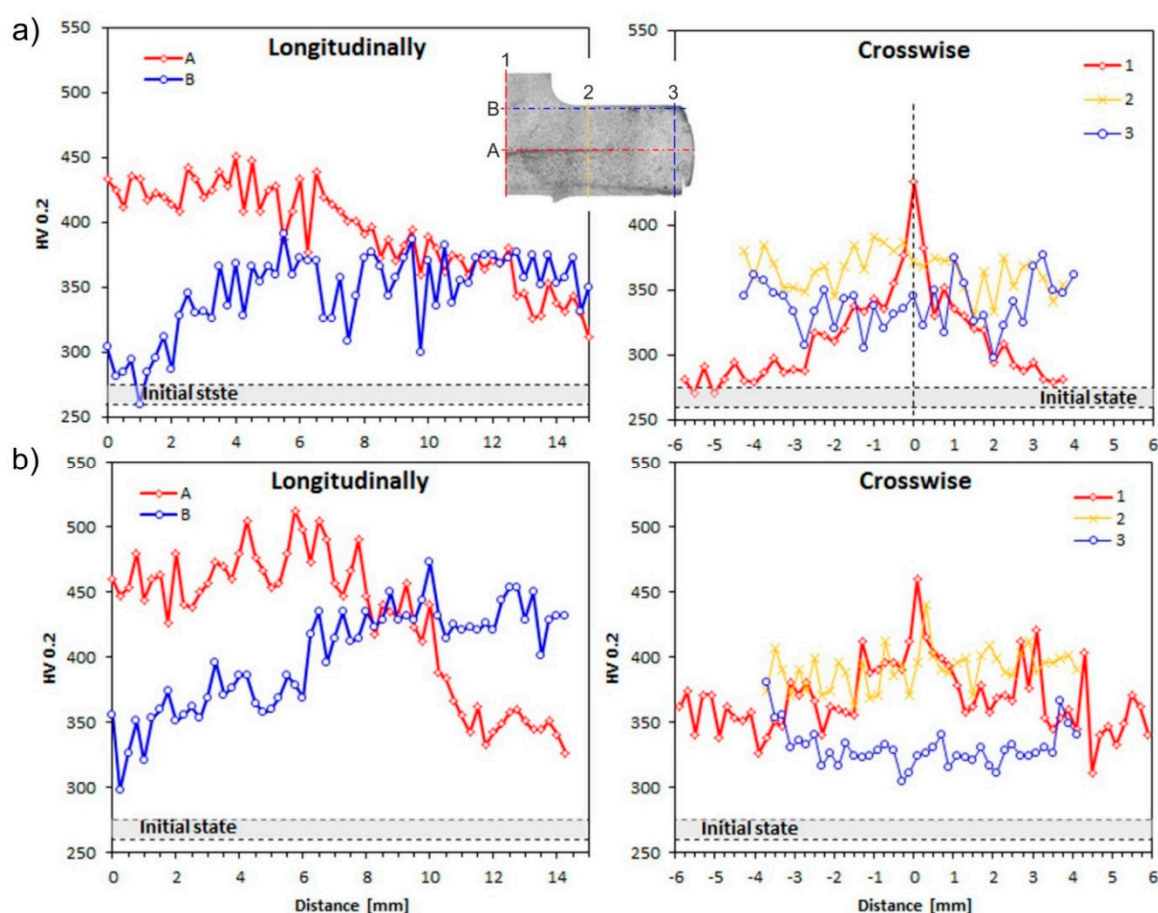 a)
Longitudinally
A
B
HV 0.2
550
500
450
400
350
300
250
Initial stste
0 2 4 6 8 10 12 14
1
2
3
B
A
Crosswise
1
2
3
550
500
450
400
350
300
250
Initial state
-6 -5 -4 -3 -2 -1 0 1 2 3 4 5 6
b)
Longitudinally
A
B
HV 0.2
550
500
450
400
350
300
250
Initial state
0 2 4 6 8 10 12 14
Distance [mm]
Crosswise
1
2
3
HV 0.2
550
500
450
400
350
300
250
Initial state
-6 -5 -4 -3 -2 -1 0 1 2 3 4 5 6
Distance [mm]